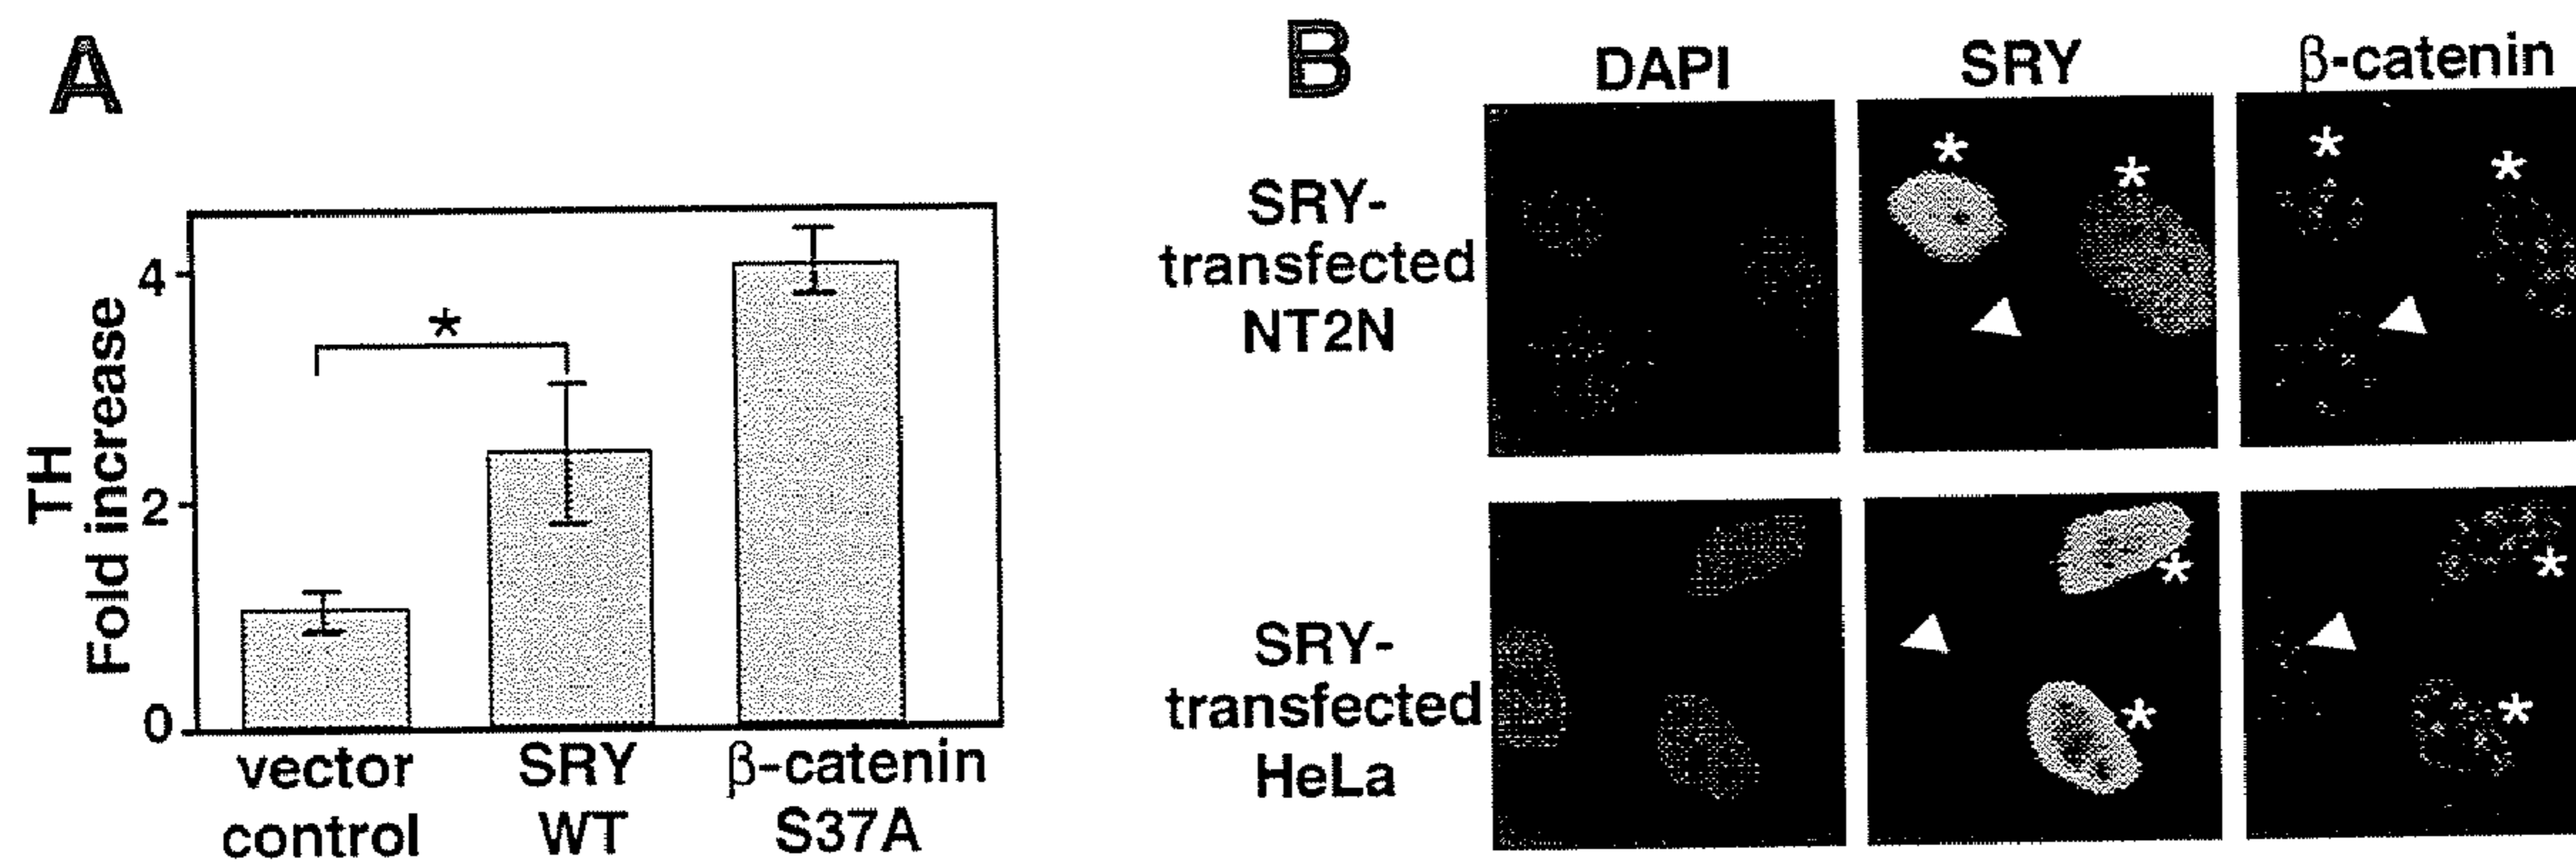 A
TH
Fold increase
4
2
0
*
vector
control
SRY
WT
β-catenin
S37A
B
DAPI
SRY
β-catenin
SRY-
transfected
NT2N
*
*
*
*
SRY-
transfected
HeLa
*
*
*
*